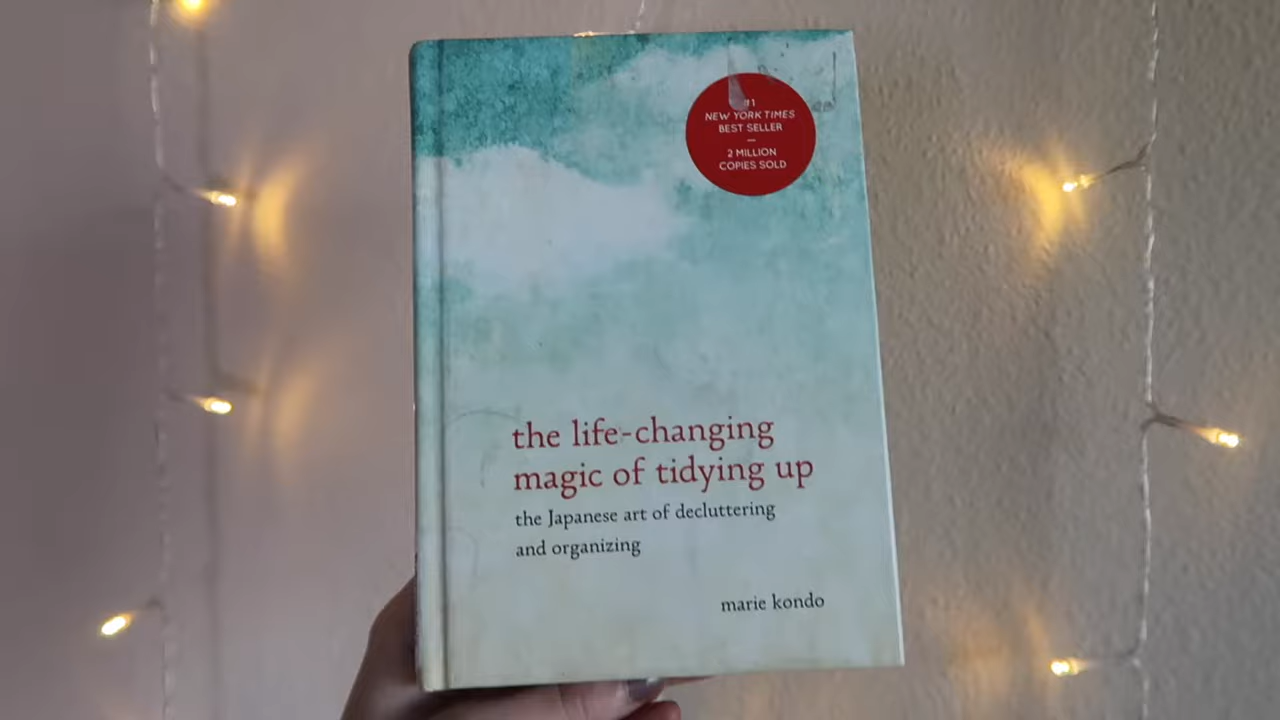 #1
NEW YORK TIMES
BEST SELLER
2 MILLION
COPIES SOLD
the life-changing
magic of tidying up
the Japanese art of decluttering
and organizing
marie kondo